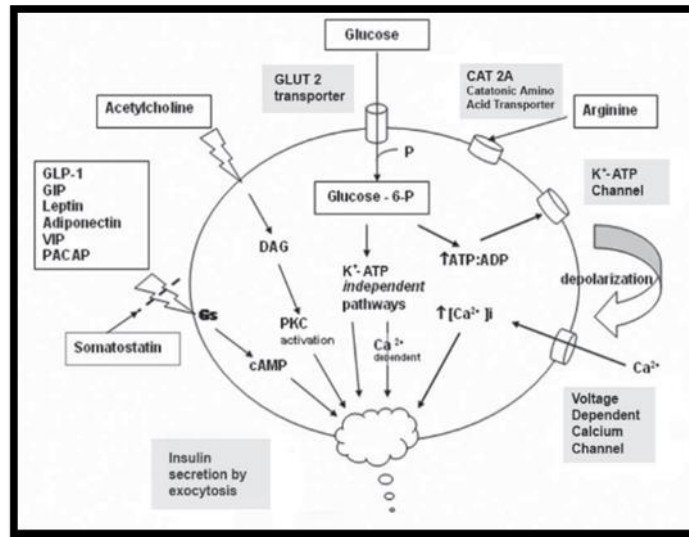 Glucose
GLUT 2
transporter
CAT 2A
Catatonic Amino
Acid Transporter
Acetylcholine
Arginine
P
K⁺-ATP
Channel
GLP-1
GIP
Leptin
Adiponectin
VIP
PACAP
Glucose - 6-P
DAG
↑ATP:ADP
K⁺-ATP
independent
pathways
depolarization
↑[Ca²⁺]i
Gs
PKC
activation
Ca²⁺
dependent
Somatostatin
cAMP
Ca²⁺
Voltage
Dependent
Calcium
Channel
Insulin
secretion by
exocytosis